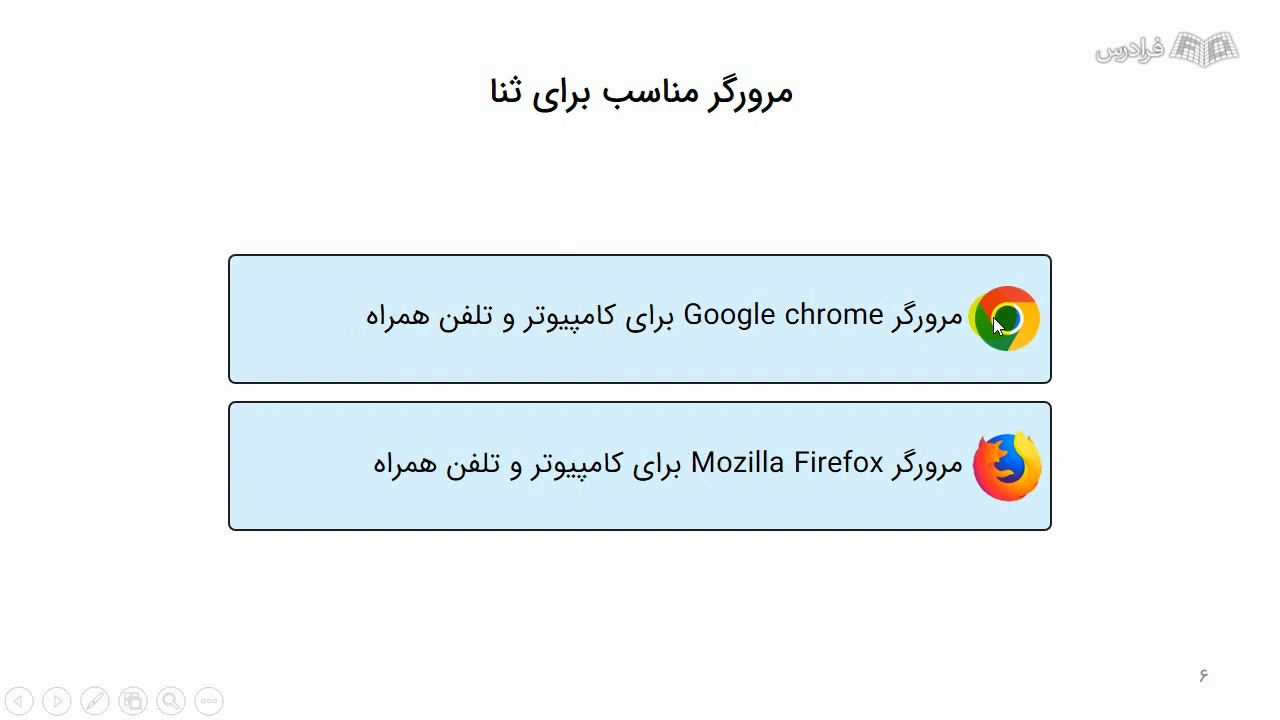 فرادرس
مرورگر مناسب برای ثنا
مرورگر Google chrome برای کامپیوتر و تلفن همراه
مرورگر Mozilla Firefox برای کامپیوتر و تلفن همراه
۶